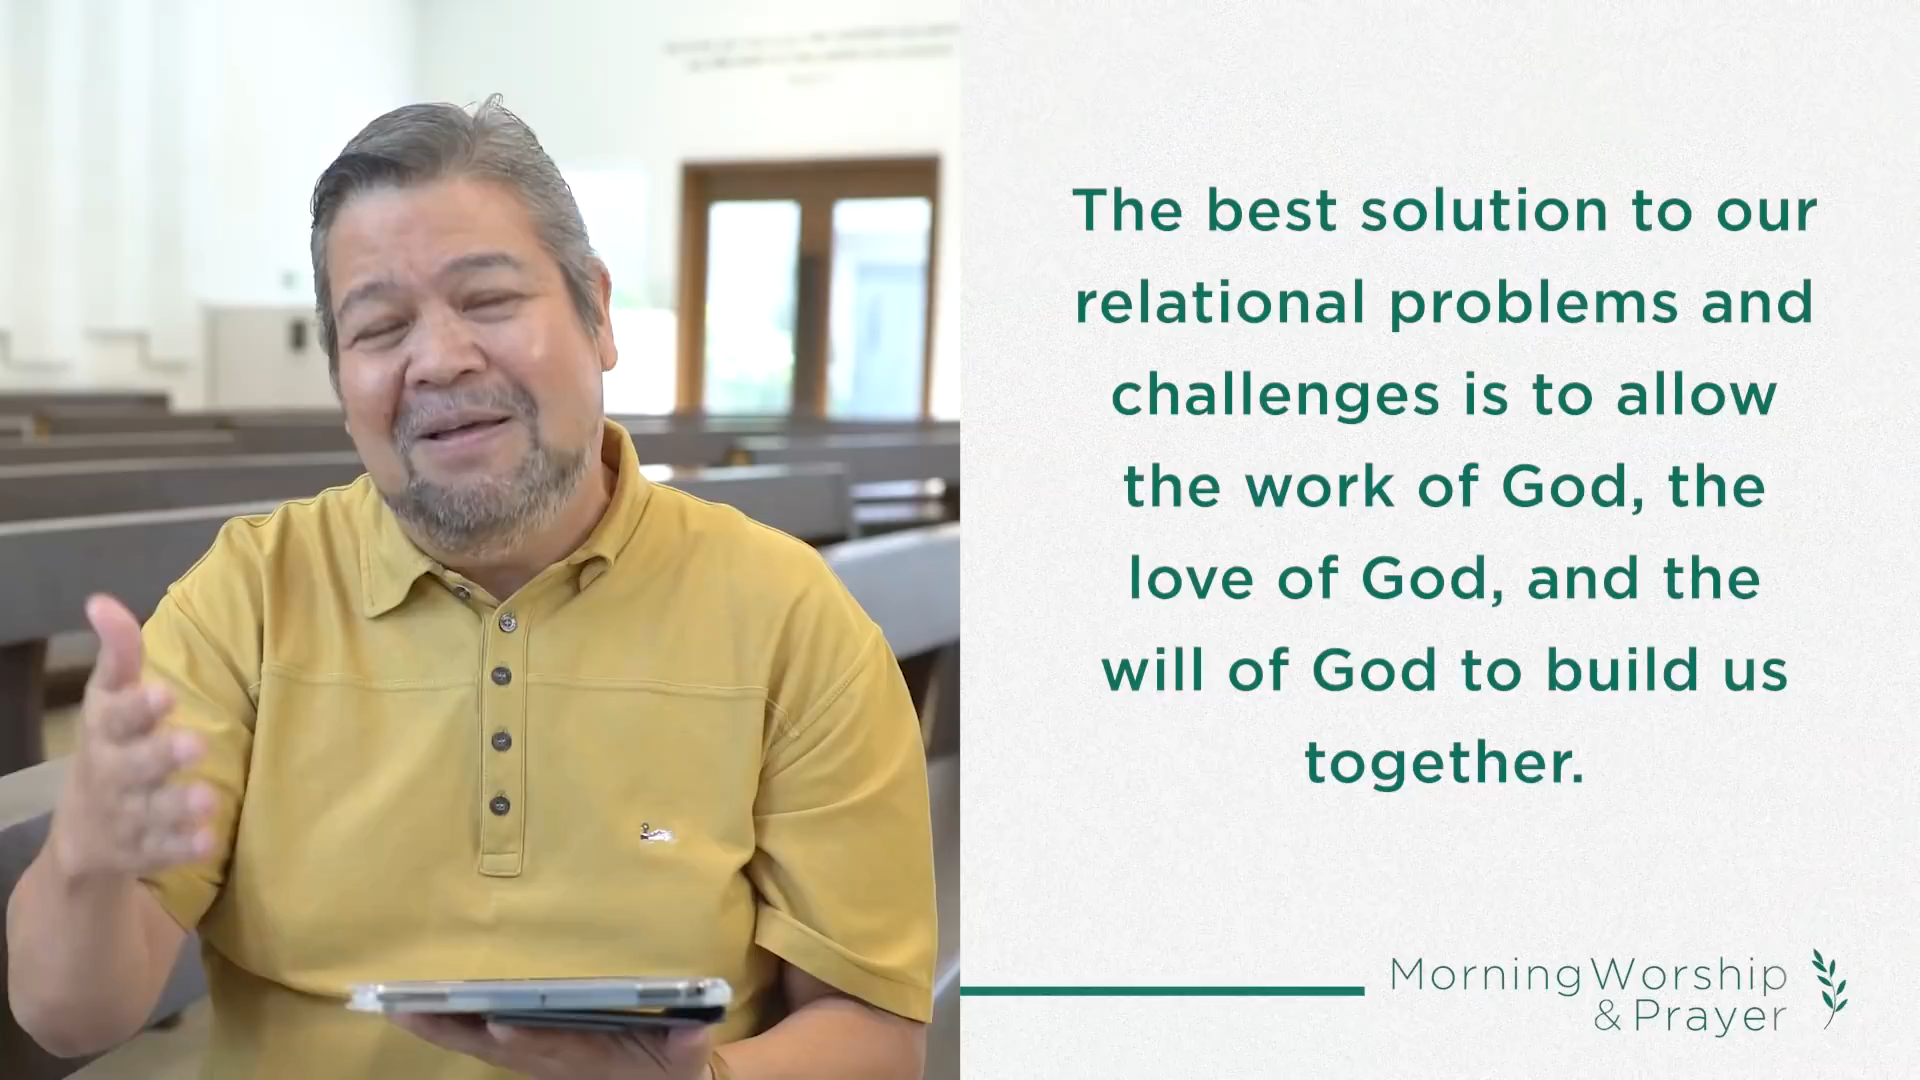 The best solution to our
relational problems and
challenges is to allow
the work of God, the
love of God, and the
will of God to build us
together.
Morning Worship
& Prayer